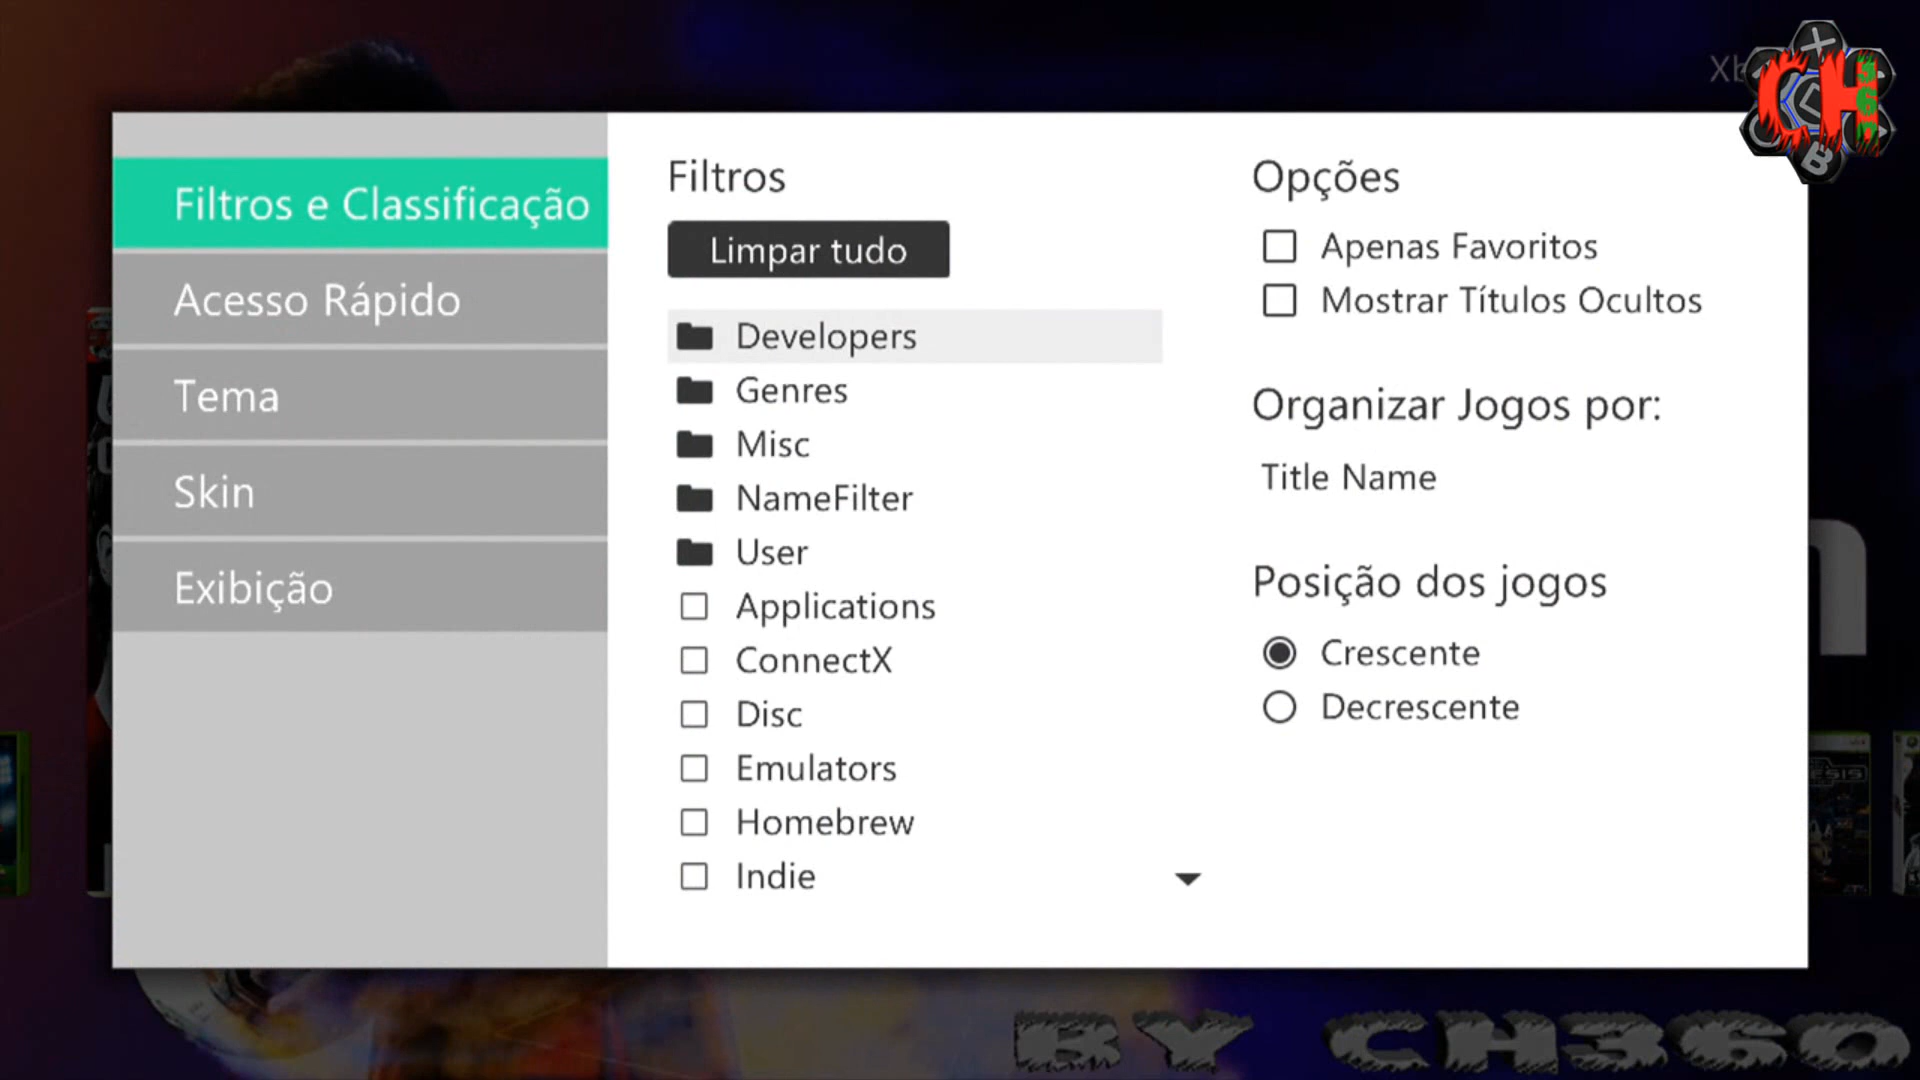 Filtros e Classificação
Acesso Rápido
Tema
Skin
Exibição
Filtros
Limpar tudo
Developers
Genres
Misc
NameFilter
User
Applications
ConnectX
Disc
Emulators
Homebrew
Indie
Opções
Apenas Favoritos
Mostrar Títulos Ocultos
Organizar Jogos por:
Title Name
Posição dos jogos
Crescente
Decrescente
CH
360
B
BY CH360